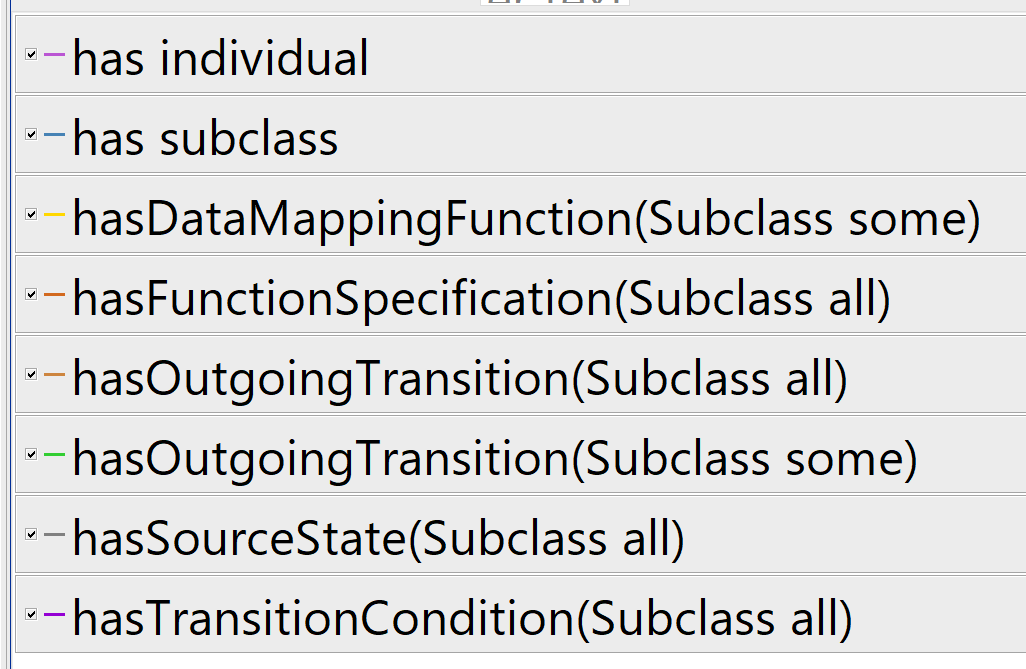 has individual
has subclass
hasDataMappingFunction(Subclass some)
hasFunctionSpecification(Subclass all)
hasOutgoingTransition(Subclass all)
hasOutgoingTransition(Subclass some)
hasSourceState(Subclass all)
hasTransitionCondition(Subclass all)